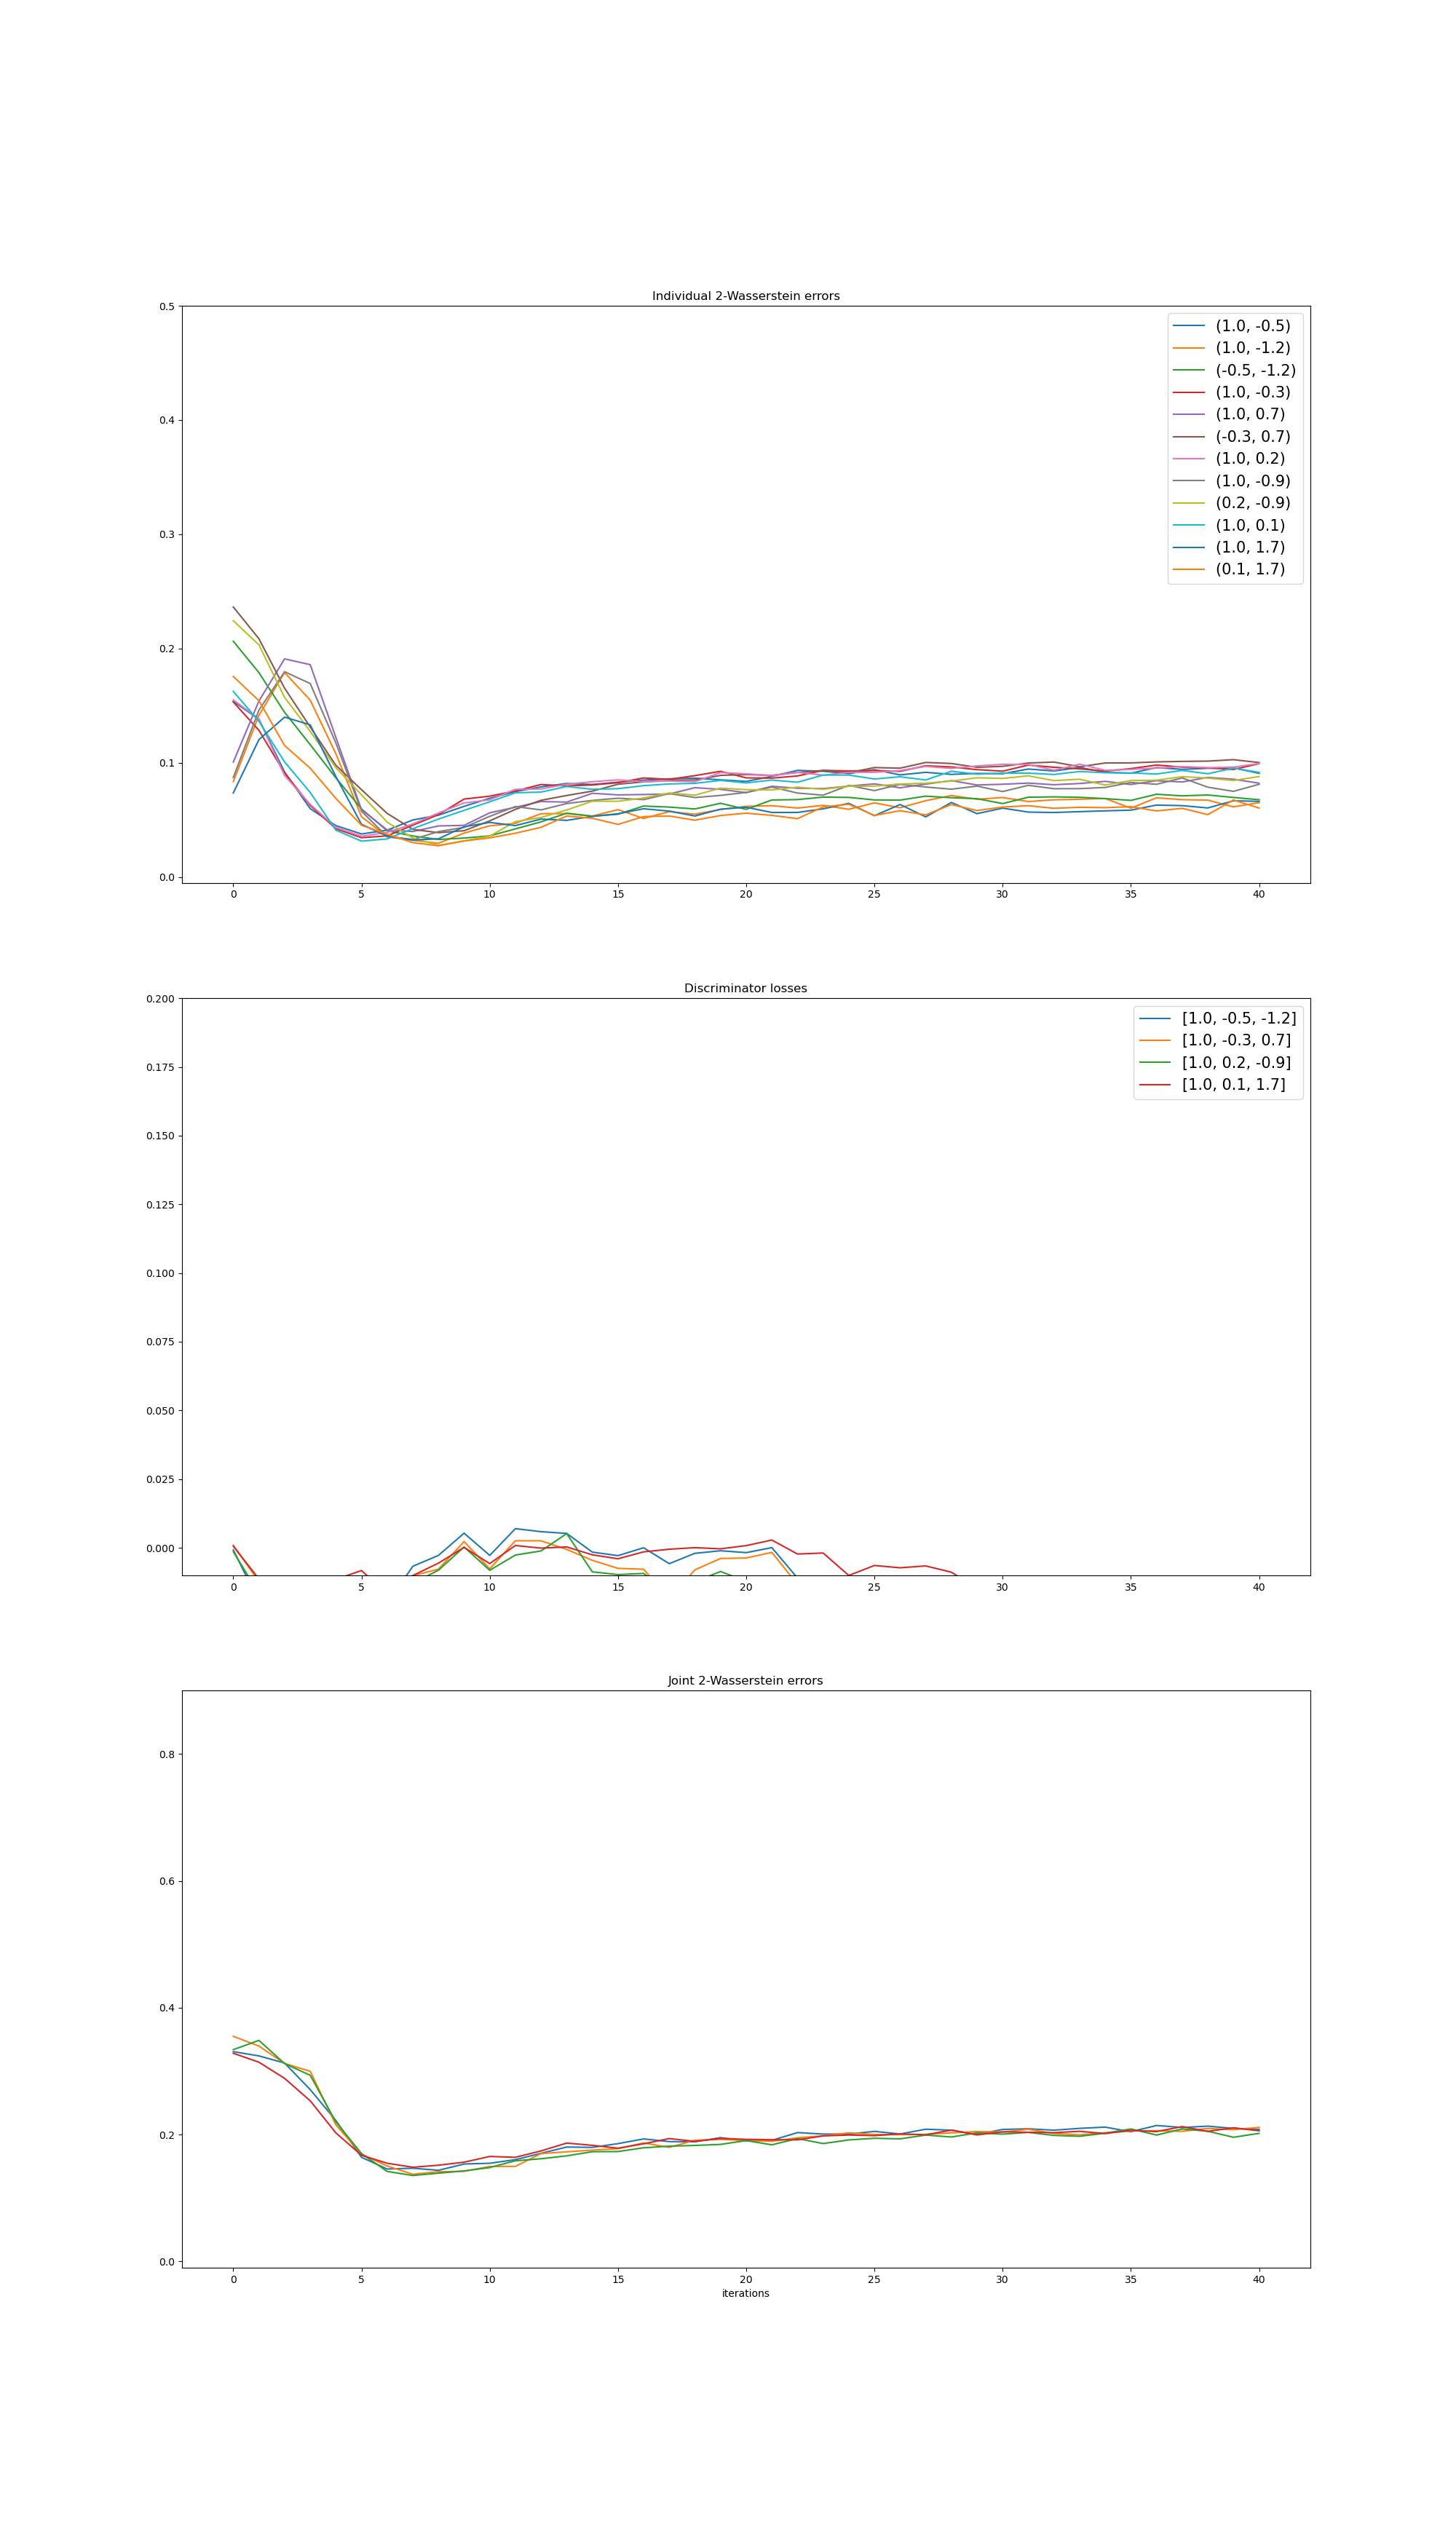 Individual 2-Wasserstein errors
0.5
0.4
0.3
0.2
0.1
0.0
(1.0, -0.5)
(1.0, -1.2)
(-0.5, -1.2)
(1.0, -0.3)
(1.0, 0.7)
(-0.3, 0.7)
(1.0, 0.2)
(1.0, -0.9)
(0.2, -0.9)
(1.0, 0.1)
(1.0, 1.7)
(0.1, 1.7)
0 5 10 15 20 25 30 35 40
Discriminator losses
0.200
0.175
0.150
0.125
0.100
0.075
0.050
0.025
0.000
[1.0, -0.5, -1.2]
[1.0, -0.3, 0.7]
[1.0, 0.2, -0.9]
[1.0, 0.1, 1.7]
0 5 10 15 20 25 30 35 40
Joint 2-Wasserstein errors
0.8
0.6
0.4
0.2
0.0
0 5 10 15 20 25 30 35 40
iterations